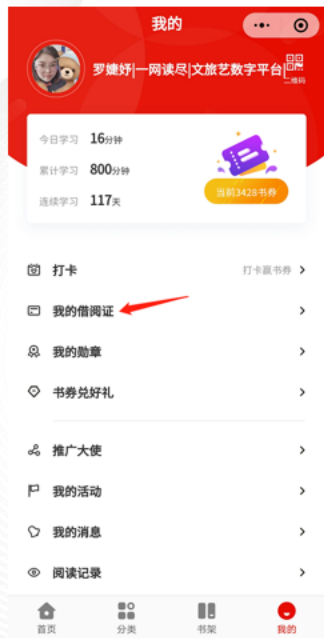 我的
罗婕妤|一网读尽|文旅艺数字平台|
二维码
今日学习 16分钟
累计学习 800分钟
连续学习 117天
当前3428书券
打卡 打卡赢书券
我的借阅证
我的勋章
书券兑好礼
推广大使
我的活动
我的消息
阅读记录
首页 分类 书架 我的